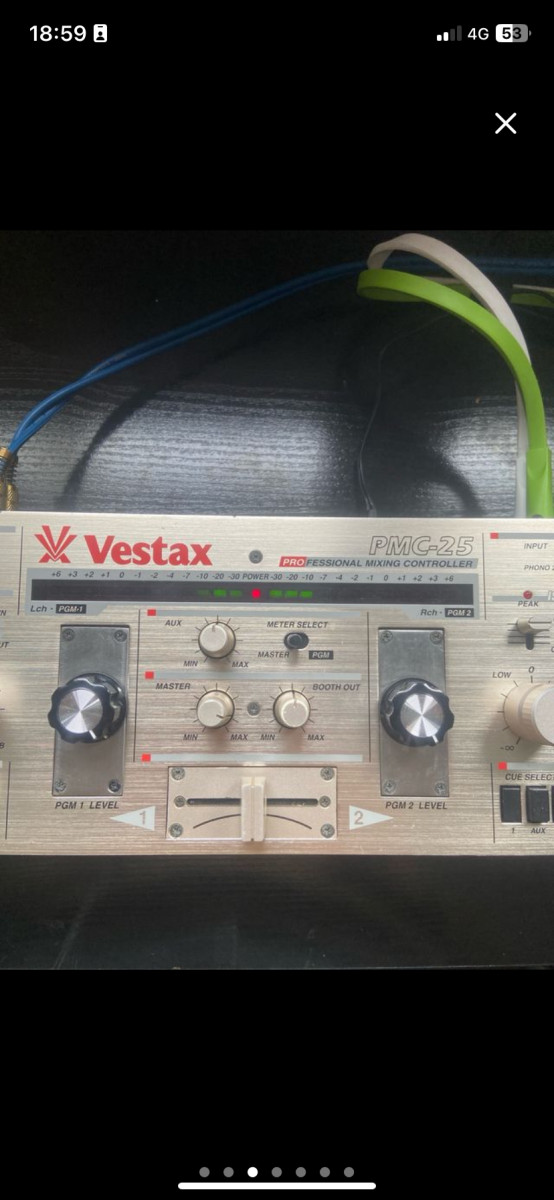 18:59
4G
53
Vestax
PMC-25
PROFESSIONAL MIXING CONTROLLER
+6 +3 +2 +1 0 -1 -2 -4 -7 -10 -20 -30 POWER -30 -20 -10 -7 -4 -2 -1 0 +1 +2 +3 +6
Lch - PGM-1
Rch - PGM 2
INPUT
PHONO
PEAK
AUX
MIN
MAX
METER SELECT
MASTER
PGM
MASTER
MIN
MAX
BOOTH OUT
MIN
MAX
LOW
0
-∞
PGM 1 LEVEL
1
2
PGM 2 LEVEL
CUE SELEC
1
AUX